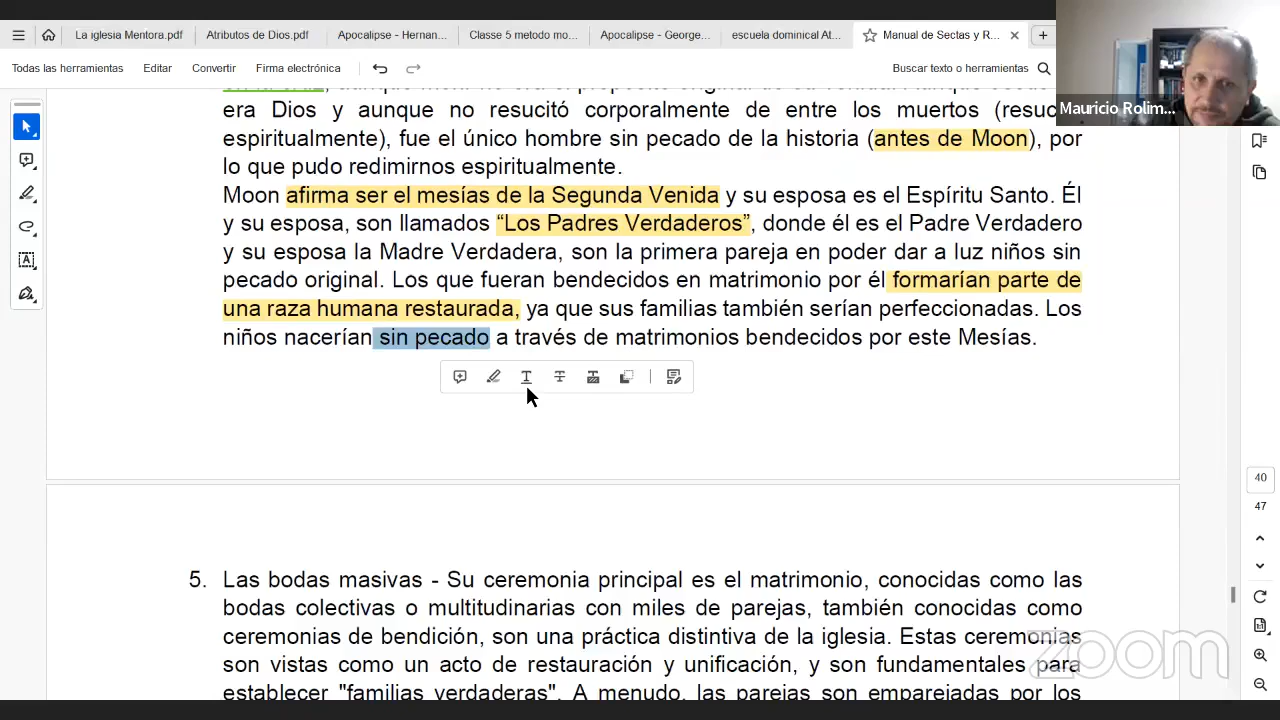 La iglesia Mentora.pdf
Atributos de Dios.pdf
Apocalipse - Hernan...
Classe 5 metodo mo...
Apocalipse - George...
escuela dominical At...
Manual de Sectas y R...
Todas las herramientas
Editar
Convertir
Firma electrónica
Buscar texto o herramientas
Mauricio Rolim...
era Dios y aunque no resucitó corporalmente de entre los muertos (resuc
espiritualmente), fue el único hombre sin pecado de la historia (antes de Moon), por
lo que pudo redimirnos espiritualmente.
Moon afirma ser el mesías de la Segunda Venida y su esposa es el Espíritu Santo. Él
y su esposa, son llamados “Los Padres Verdaderos”, donde él es el Padre Verdadero
y su esposa la Madre Verdadera, son la primera pareja en poder dar a luz niños sin
pecado original. Los que fueran bendecidos en matrimonio por él formarían parte de
una raza humana restaurada, ya que sus familias también serían perfeccionadas. Los
niños nacerían sin pecado a través de matrimonios bendecidos por este Mesías.
40
47
5. Las bodas masivas - Su ceremonia principal es el matrimonio, conocidas como las
bodas colectivas o multitudinarias con miles de parejas, también conocidas como
ceremonias de bendición, son una práctica distintiva de la iglesia. Estas ceremonias
son vistas como un acto de restauración y unificación, y son fundamentales para
establecer "familias verdaderas". A menudo, las parejas son emparejadas por los
zoom